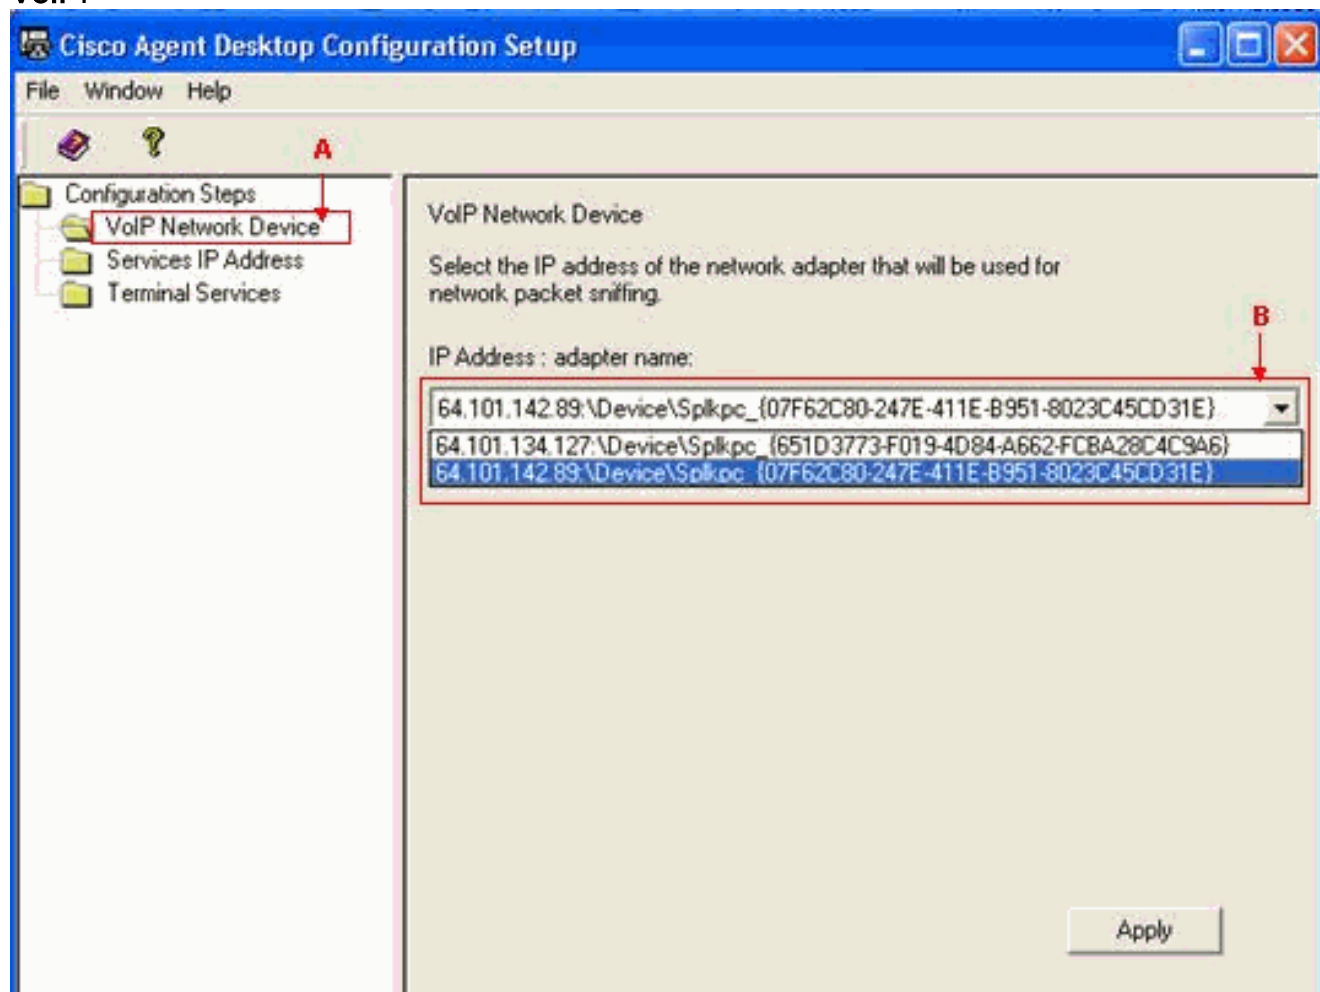 Cisco Agent Desktop Configuration Setup
File Window Help
A
Configuration Steps
VoIP Network Device
Services IP Address
Terminal Services
VoIP Network Device
Select the IP address of the network adapter that will be used for
network packet sniffing.
IP Address : adapter name:
B
64.101.142.89:\Device\Splkpc_{07F62C80-247E-411E-B951-8023C45CD31E}
64.101.134.127:\Device\Splkpc_{651D3773-F019-4D84-A662-FCBA28C4C9A6}
64.101.142.89:\Device\Splkpc_{07F62C80-247E-411E-B951-8023C45CD31E}
Apply